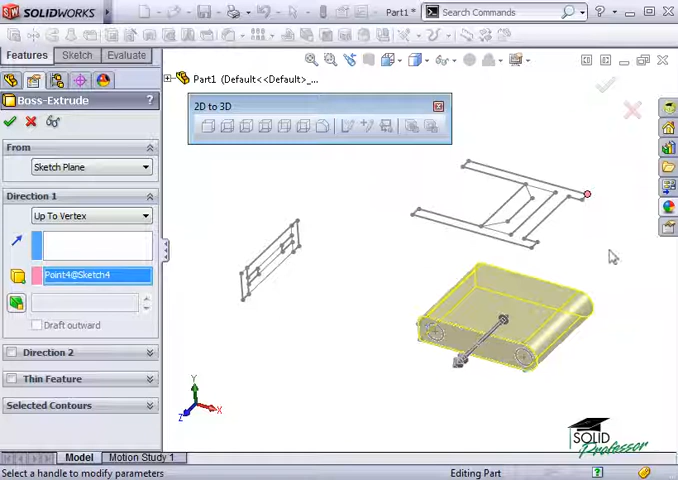 SOLIDWORKS
Part1 *
Search Commands
Features
Sketch
Evaluate
Part1 (Default<<Default>_...
Boss-Extrude
?
2D to 3D
From
Sketch Plane
Direction 1
Up To Vertex
Point4@Sketch4
Draft outward
Direction 2
Thin Feature
Selected Contours
Y
Z
X
SOLID
Professor
Model
Motion Study 1
Select a handle to modify parameters
Editing Part
?